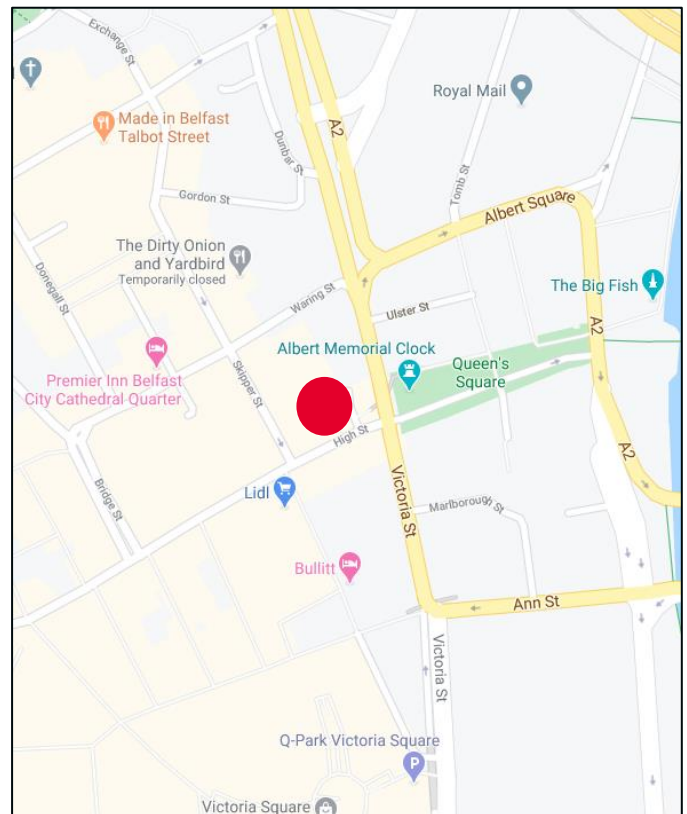 Exchange St
Made in Belfast
Talbot Street
Royal Mail
A2
Dunbar St
Tomb St
Gordon St
Albert Square
The Dirty Onion
and Yardbird
Temporarily closed
Donegall St
Waring St
The Big Fish
Ulster St
A2
Albert Memorial Clock
Queen's
Square
Premier Inn Belfast
City Cathedral Quarter
Skipper St
High St
A2
Lidl
Bridge St
Victoria St
Marlborough St
Bullitt
Ann St
Victoria St
Q-Park Victoria Square
P
Victoria Square